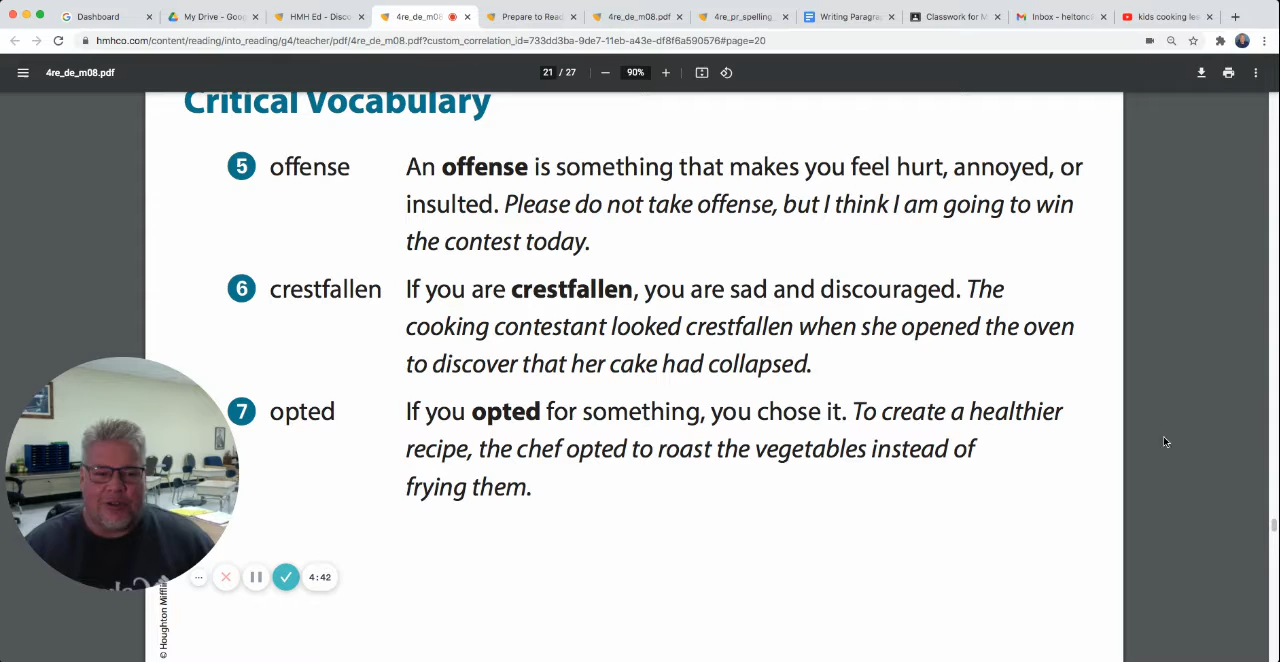 Dashboard
My Drive - Goog
HMH Ed - Disco
4re_de_m08
Prepare to Read
4re_de_m08.pdf
4re_pr_spelling
Writing Paragra
Classwork for M
Inbox - heltonc
kids cooking les
hmhco.com/content/reading/into_reading/g4/teacher/pdf/4re_de_m08.pdf?custom_correlation_id=733dd3ba-9de7-11eb-a43e-df8f6a590576#page=20
4re_de_m08.pdf
21 / 27
90%
Critical Vocabulary
5 offense An offense is something that makes you feel hurt, annoyed, or
insulted. Please do not take offense, but I think I am going to win
the contest today.
6 crestfallen If you are crestfallen, you are sad and discouraged. The
cooking contestant looked crestfallen when she opened the oven
to discover that her cake had collapsed.
7 opted If you opted for something, you chose it. To create a healthier
recipe, the chef opted to roast the vegetables instead of
frying them.
4:42
© Houghton Mifflin